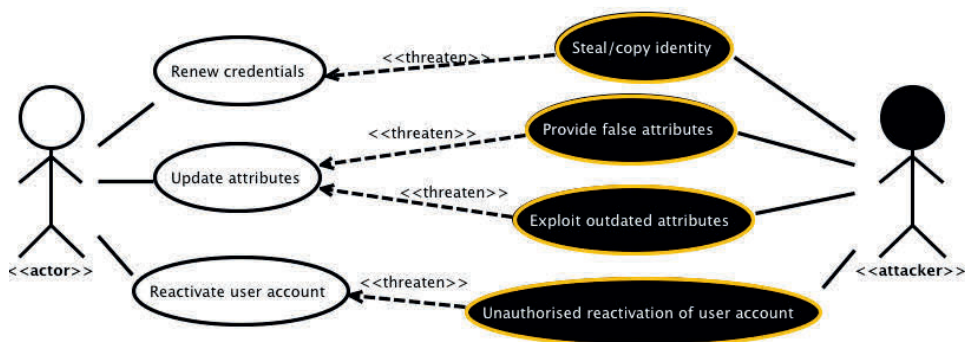 Steal/copy identity
<<threaten>>
Renew credentials
<<threaten>>
Provide false attributes
Update attributes
<<threaten>>
Exploit outdated attributes
<<actor>>
<<attacker>>
<<threaten>>
Reactivate user account
Unauthorised reactivation of user account